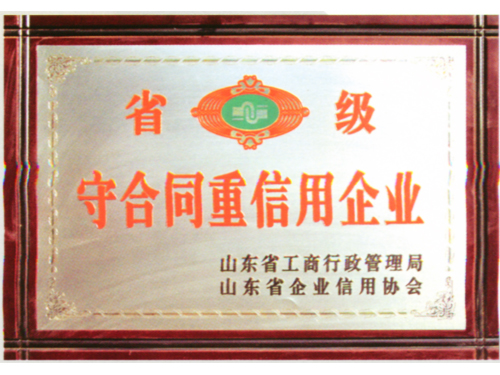 省 级
守合同重信用企业
山东省工商行政管理局
山东省企业信用协会